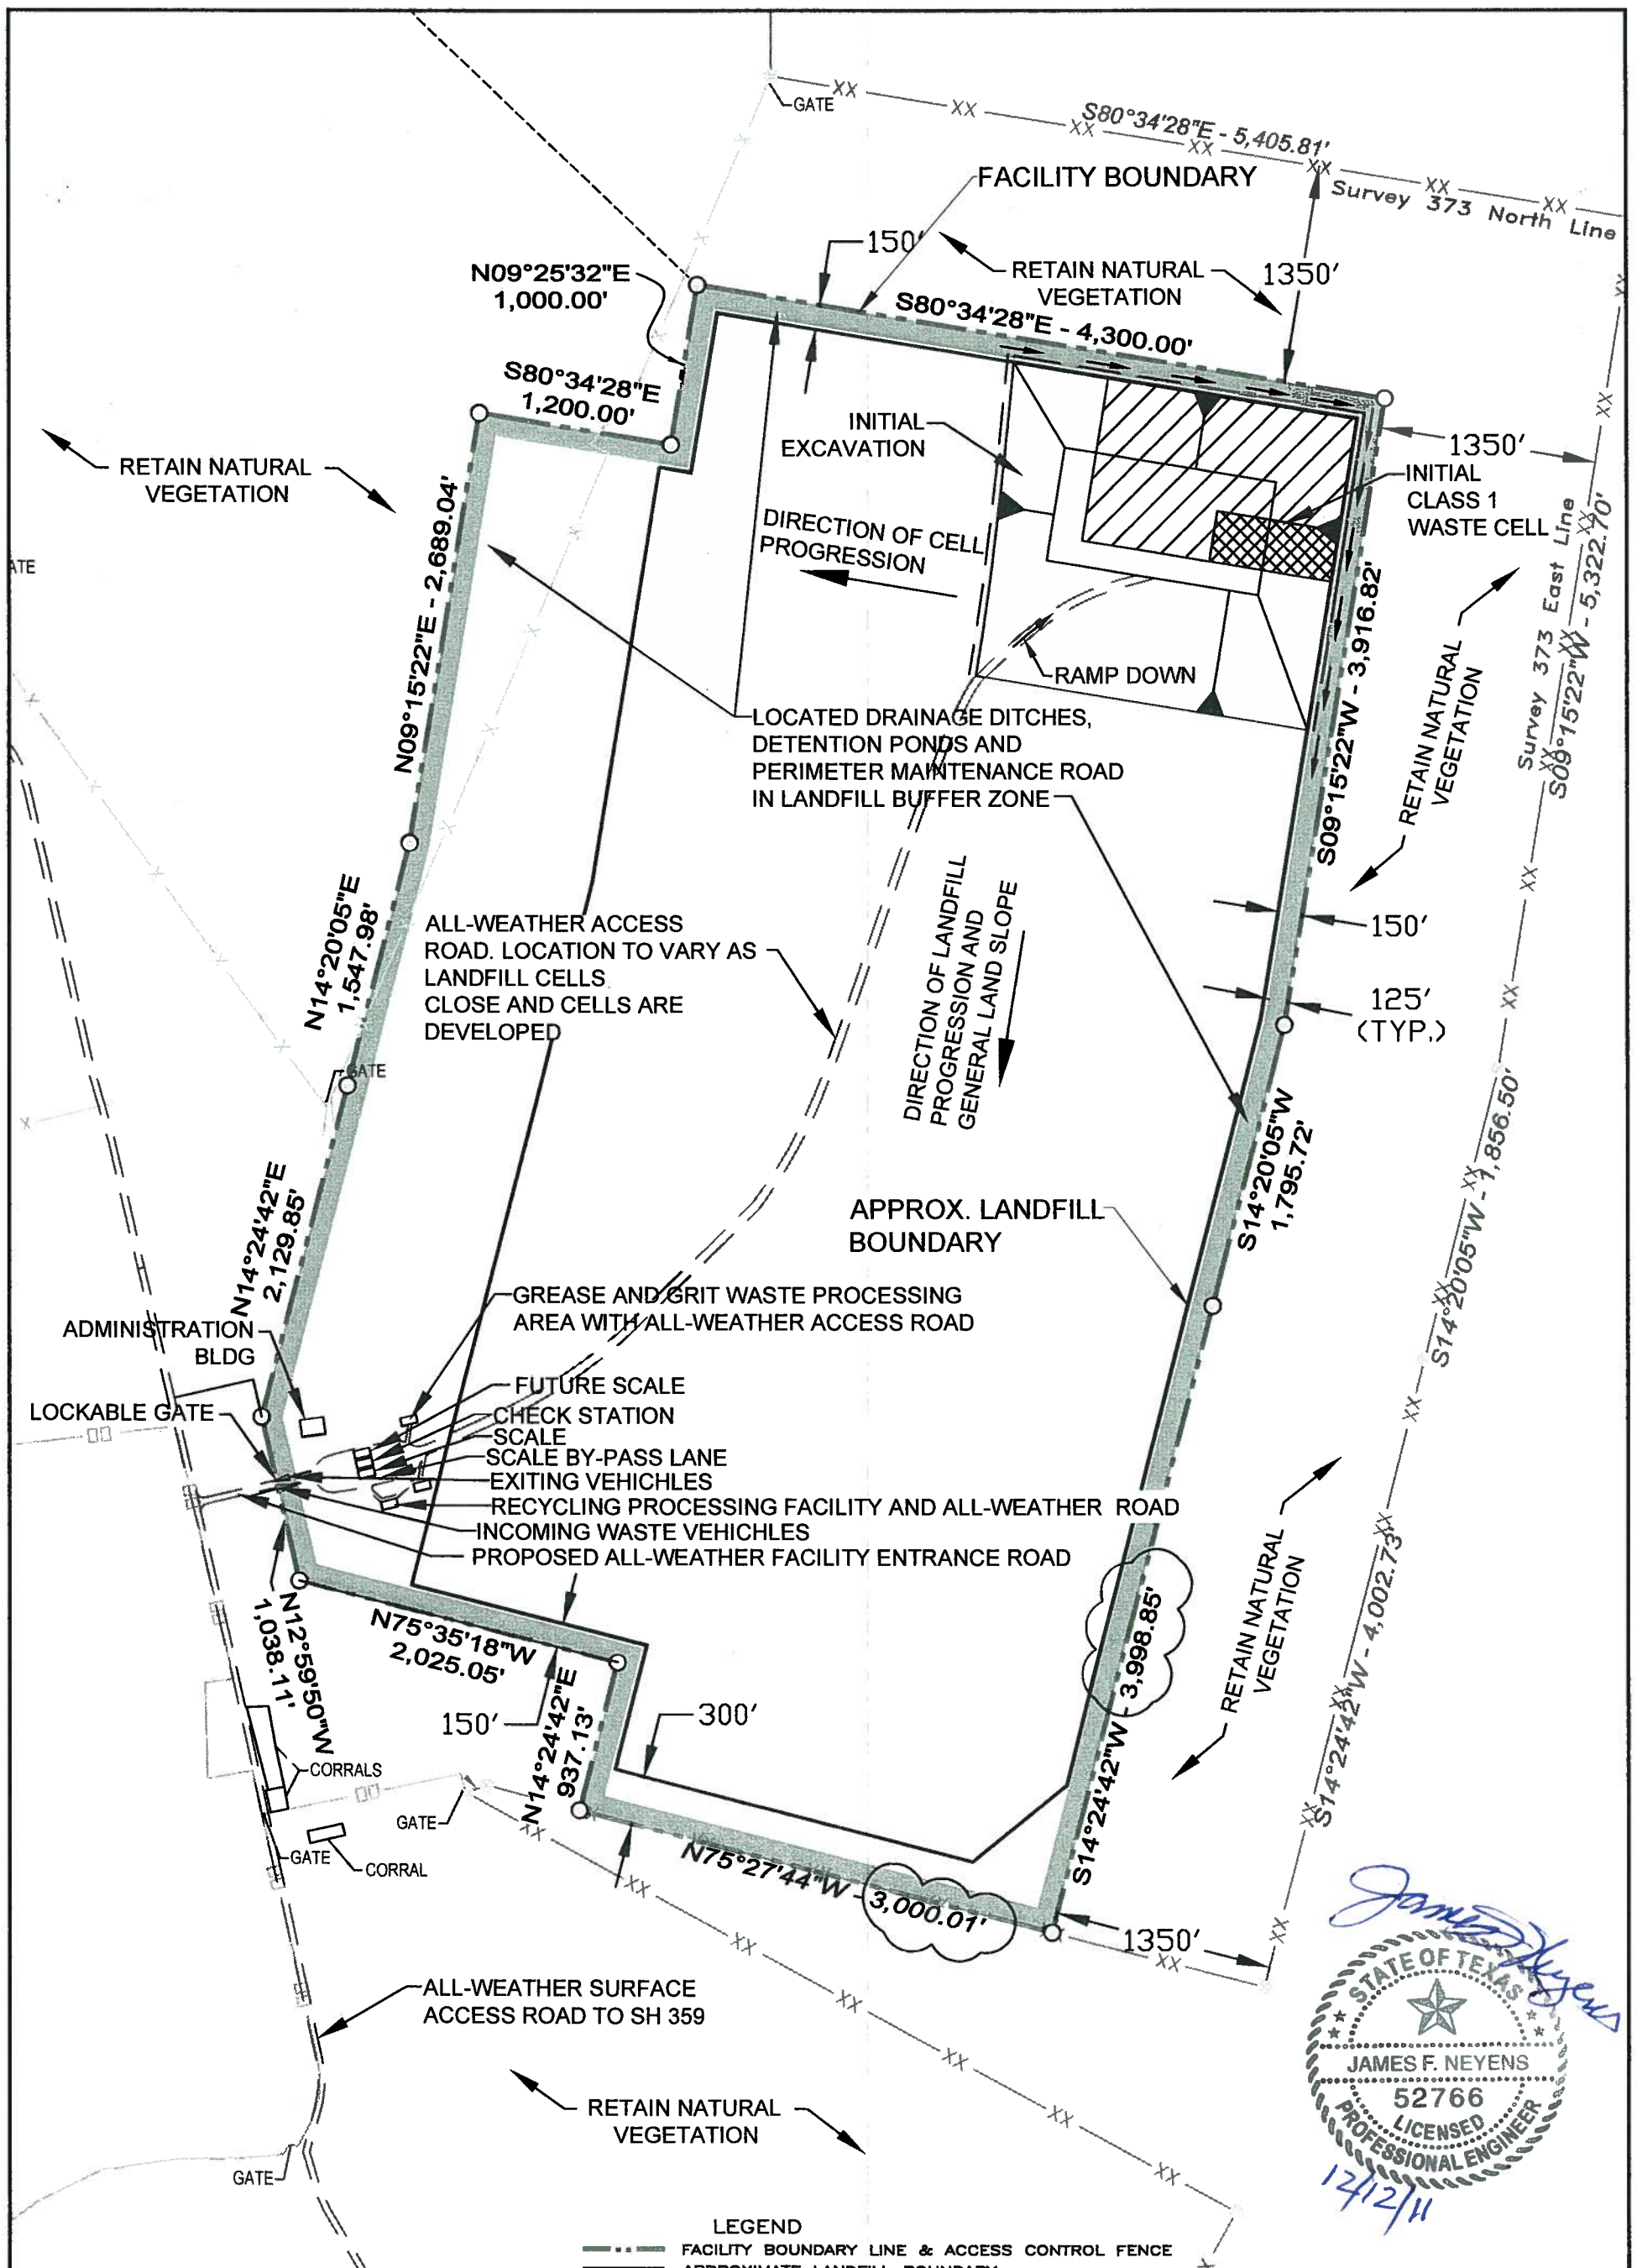 GATE
S80°34'28"E - 5,405.81'
Survey 373 North Line
FACILITY BOUNDARY
150'
RETAIN NATURAL
VEGETATION
1350'
N09°25'32"E
1,000.00'
S80°34'28"E - 4,300.00'
S80°34'28"E
1,200.00'
INITIAL
EXCAVATION
1350'
INITIAL
CLASS 1
WASTE CELL
RETAIN NATURAL
VEGETATION
DIRECTION OF CELL
PROGRESSION
ATE
N09°15'22"E - 2,689.04'
S09°15'22"W - 3,916.82'
Survey 373 East Line
S09°15'22"W - 5,322.70'
RETAIN NATURAL
VEGETATION
RAMP DOWN
LOCATED DRAINAGE DITCHES,
DETENTION PONDS AND
PERIMETER MAINTENANCE ROAD
IN LANDFILL BUFFER ZONE
N14°20'05"E
1,547.98'
ALL-WEATHER ACCESS
ROAD. LOCATION TO VARY AS
LANDFILL CELLS
CLOSE AND CELLS ARE
DEVELOPED
DIRECTION OF LANDFILL
PROGRESSION AND
GENERAL LAND SLOPE
150'
125'
(TYP.)
GATE
S14°20'05"W
1,795.72'
S14°20'05"W - 1,856.50'
N14°24'42"E
2,129.85'
APPROX. LANDFILL
BOUNDARY
GREASE AND GRIT WASTE PROCESSING
AREA WITH ALL-WEATHER ACCESS ROAD
ADMINISTRATION
BLDG
LOCKABLE GATE
FUTURE SCALE
CHECK STATION
SCALE
SCALE BY-PASS LANE
EXITING VEHICHLES
RECYCLING PROCESSING FACILITY AND ALL-WEATHER ROAD
INCOMING WASTE VEHICHLES
PROPOSED ALL-WEATHER FACILITY ENTRANCE ROAD
N12°59'50"W
1,038.11'
N75°35'18"W
2,025.05'
150'
N14°24'42"E
937.13'
300'
S14°24'42"W - 3,998.85'
RETAIN NATURAL
VEGETATION
S14°24'42"W - 4,002.73'
CORRALS
GATE
GATE
CORRAL
N75°27'44"W - 3,000.01'
1350'
ALL-WEATHER SURFACE
ACCESS ROAD TO SH 359
RETAIN NATURAL
VEGETATION
GATE
James F Neyens
STATE OF TEXAS
JAMES F. NEYENS
52766
LICENSED
PROFESSIONAL ENGINEER
12/12/11
LEGEND
FACILITY BOUNDARY LINE & ACCESS CONTROL FENCE
APPROXIMATE LANDFILL BOUNDARY